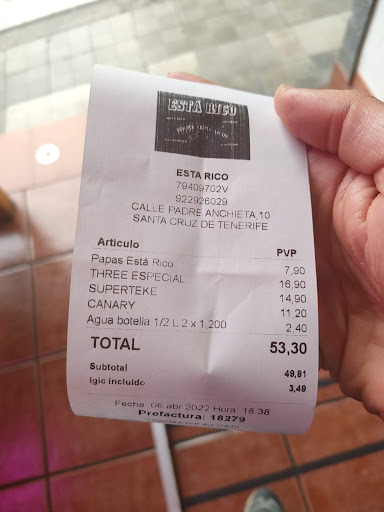 ESTÁ RICO
ESTA RICO
79409702V
922926029
CALLE PADRE ANCHIETA, 10
SANTA CRUZ DE TENERIFE
Articulo PVP
Papas Está Rico 7,90
THREE ESPECIAL 16,90
SUPERTEKE 14,90
CANARY 11,20
Agua botella 1/2 L 2 x 1,200 2,40
TOTAL 53,30
Subtotal 49,81
Igic incluido 3,49
Fecha 06 abr 2022 Hora 18:38
Prefactura: 18279